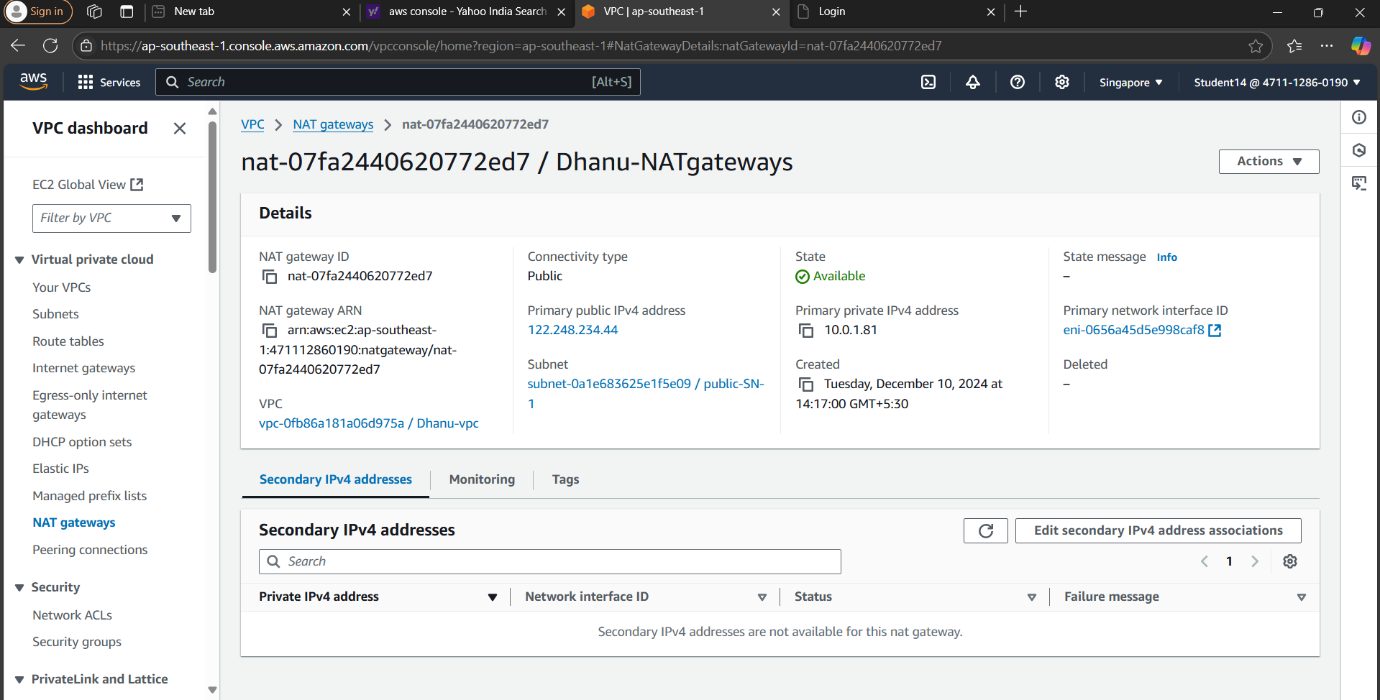 Sign in
New tab
aws console - Yahoo India Search
VPC | ap-southeast-1
Login
https://ap-southeast-1.console.aws.amazon.com/vpcconsole/home?region=ap-southeast-1#NatGatewayDetails:natGatewayId=nat-07fa2440620772ed7
aws
Services
Search
[Alt+S]
Singapore
Student14 @ 4711-1286-0190
VPC dashboard
EC2 Global View
Filter by VPC
Virtual private cloud
Your VPCs
Subnets
Route tables
Internet gateways
Egress-only internet
gateways
DHCP option sets
Elastic IPs
Managed prefix lists
NAT gateways
Peering connections
Security
Network ACLs
Security groups
PrivateLink and Lattice
VPC > NAT gateways > nat-07fa2440620772ed7
nat-07fa2440620772ed7 / Dhanu-NATgateways
Actions
Details
NAT gateway ID
nat-07fa2440620772ed7
NAT gateway ARN
arn:aws:ec2:ap-southeast-
1:471112860190:natgateway/nat-
07fa2440620772ed7
VPC
vpc-0fb86a181a06d975a / Dhanu-vpc
Connectivity type
Public
Primary public IPv4 address
122.248.234.44
Subnet
subnet-0a1e683625e1f5e09 / public-SN-
1
State
Available
Primary private IPv4 address
10.0.1.81
Created
Tuesday, December 10, 2024 at
14:17:00 GMT+5:30
State message Info
–
Primary network interface ID
eni-0656a45d5e998caf8
Deleted
–
Secondary IPv4 addresses
Monitoring
Tags
Secondary IPv4 addresses
Edit secondary IPv4 address associations
Search
1
Private IPv4 address
Network interface ID
Status
Failure message
Secondary IPv4 addresses are not available for this nat gateway.